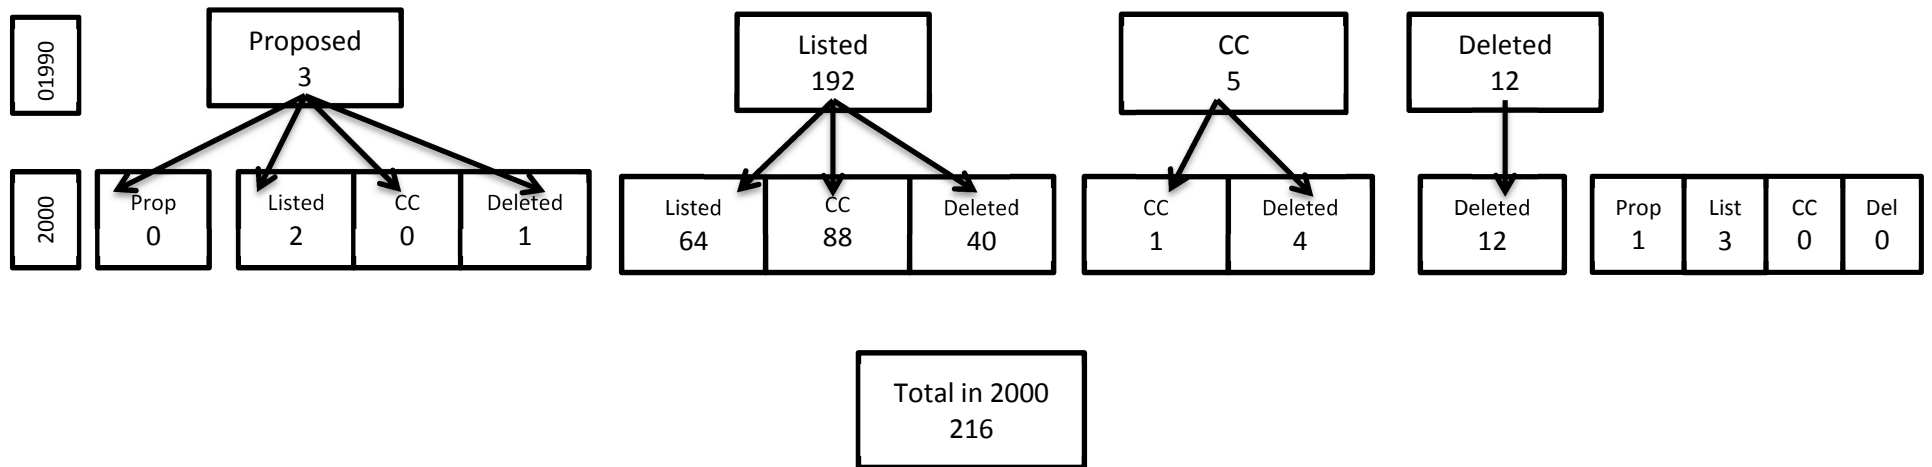 01990
Proposed
3
Listed
192
CC
5
Deleted
12
2000
Prop
0
Listed
2
CC
0
Deleted
1
Listed
64
CC
88
Deleted
40
CC
1
Deleted
4
Deleted
12
Prop
1
List
3
CC
0
Del
0
Total in 2000
216